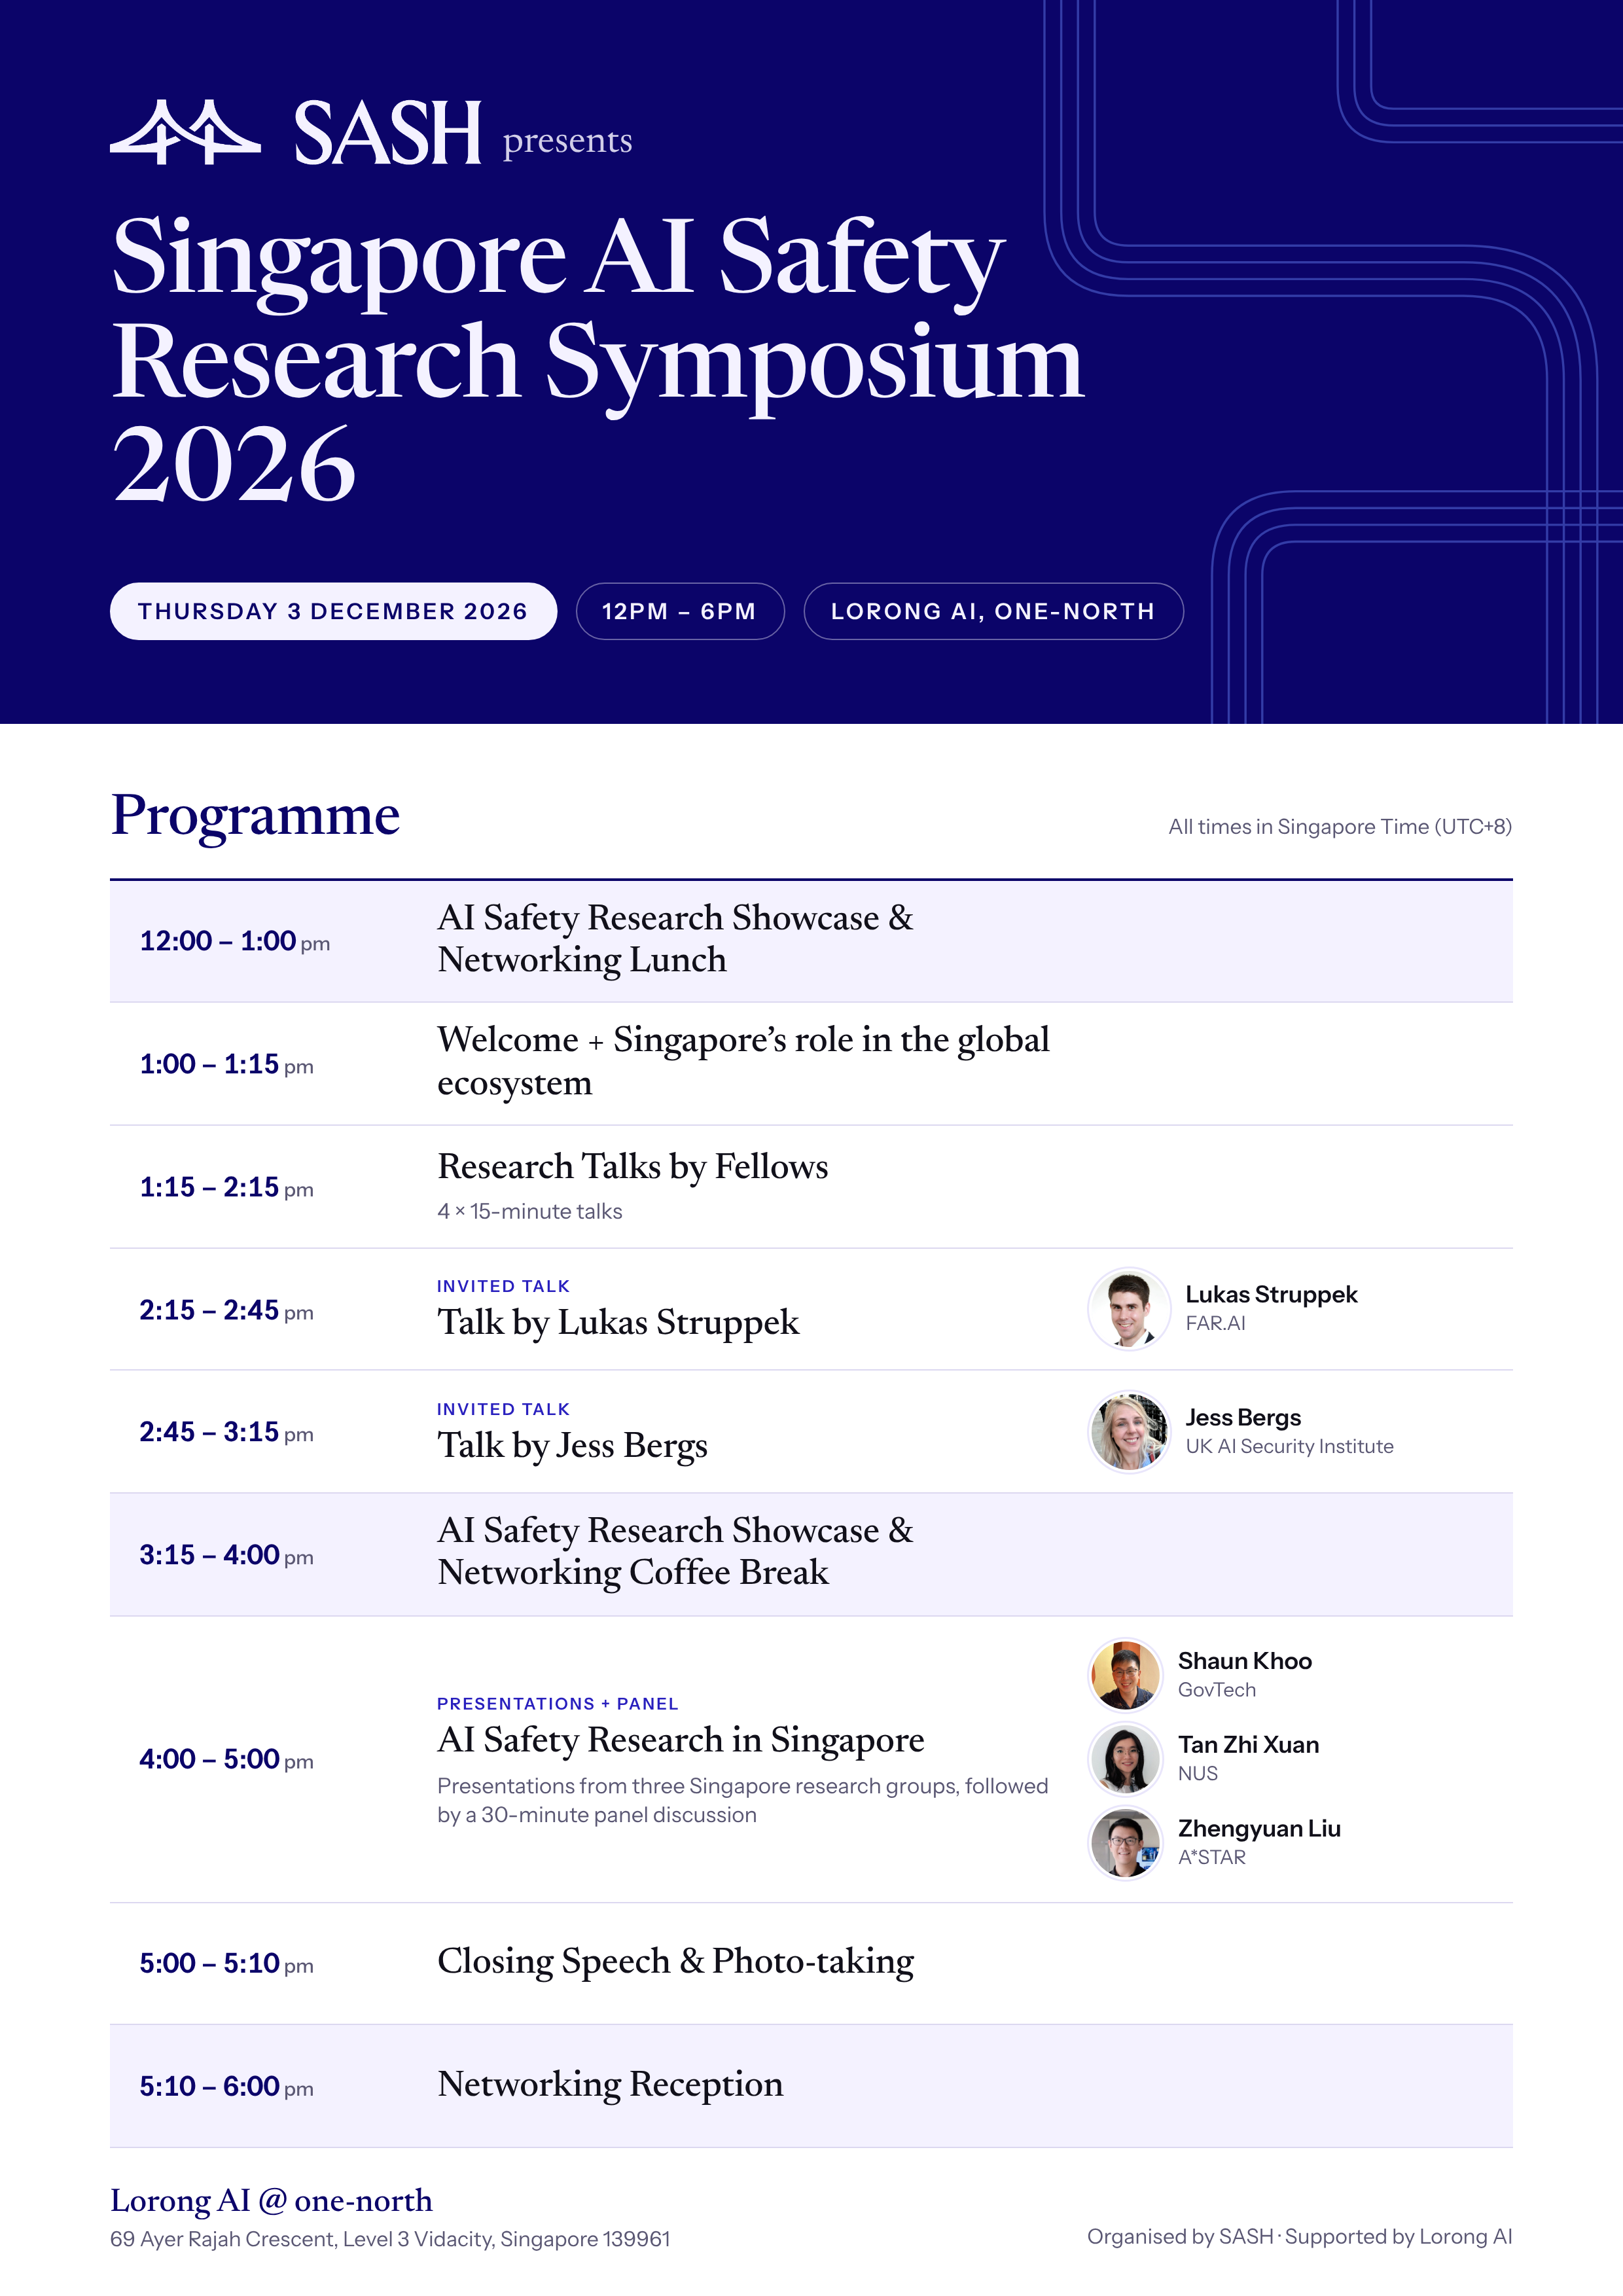 SASH presents
Singapore AI Safety
Research Symposium
2026
THURSDAY 3 DECEMBER 2026
12PM – 6PM
LORONG AI, ONE-NORTH
Programme
All times in Singapore Time (UTC+8)
12:00 – 1:00 pm
AI Safety Research Showcase &
Networking Lunch
1:00 – 1:15 pm
Welcome + Singapore’s role in the global
ecosystem
1:15 – 2:15 pm
Research Talks by Fellows
4 × 15-minute talks
2:15 – 2:45 pm
INVITED TALK
Talk by Lukas Struppek
Lukas Struppek
FAR.AI
2:45 – 3:15 pm
INVITED TALK
Talk by Jess Bergs
Jess Bergs
UK AI Security Institute
3:15 – 4:00 pm
AI Safety Research Showcase &
Networking Coffee Break
4:00 – 5:00 pm
PRESENTATIONS + PANEL
AI Safety Research in Singapore
Presentations from three Singapore research groups, followed
by a 30-minute panel discussion
Shaun Khoo
GovTech
Tan Zhi Xuan
NUS
Zhengyuan Liu
A*STAR
5:00 – 5:10 pm
Closing Speech & Photo-taking
5:10 – 6:00 pm
Networking Reception
Lorong AI @ one-north
69 Ayer Rajah Crescent, Level 3 Vidacity, Singapore 139961
Organised by SASH · Supported by Lorong AI